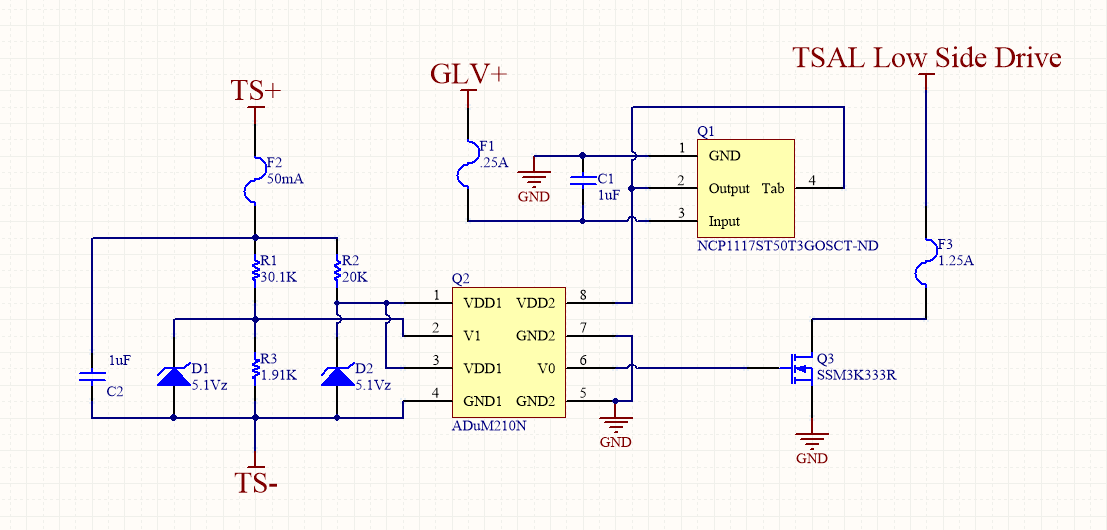 TSAL Low Side Drive
GLV+
TS+
Q1
F1
.25A
1
GND
F2
50mA
C1
1uF
2
Output
Tab
4
GND
3
Input
NCP1117ST50T3GOSCT-ND
F3
1.25A
R1
30.1K
R2
20K
Q2
1
VDD1
VDD2
8
2
V1
GND2
7
1uF
C2
D1
5.1Vz
R3
1.91K
D2
5.1Vz
3
VDD1
V0
6
Q3
SSM3K333R
4
GND1
GND2
5
ADuM210N
GND
GND
TS-